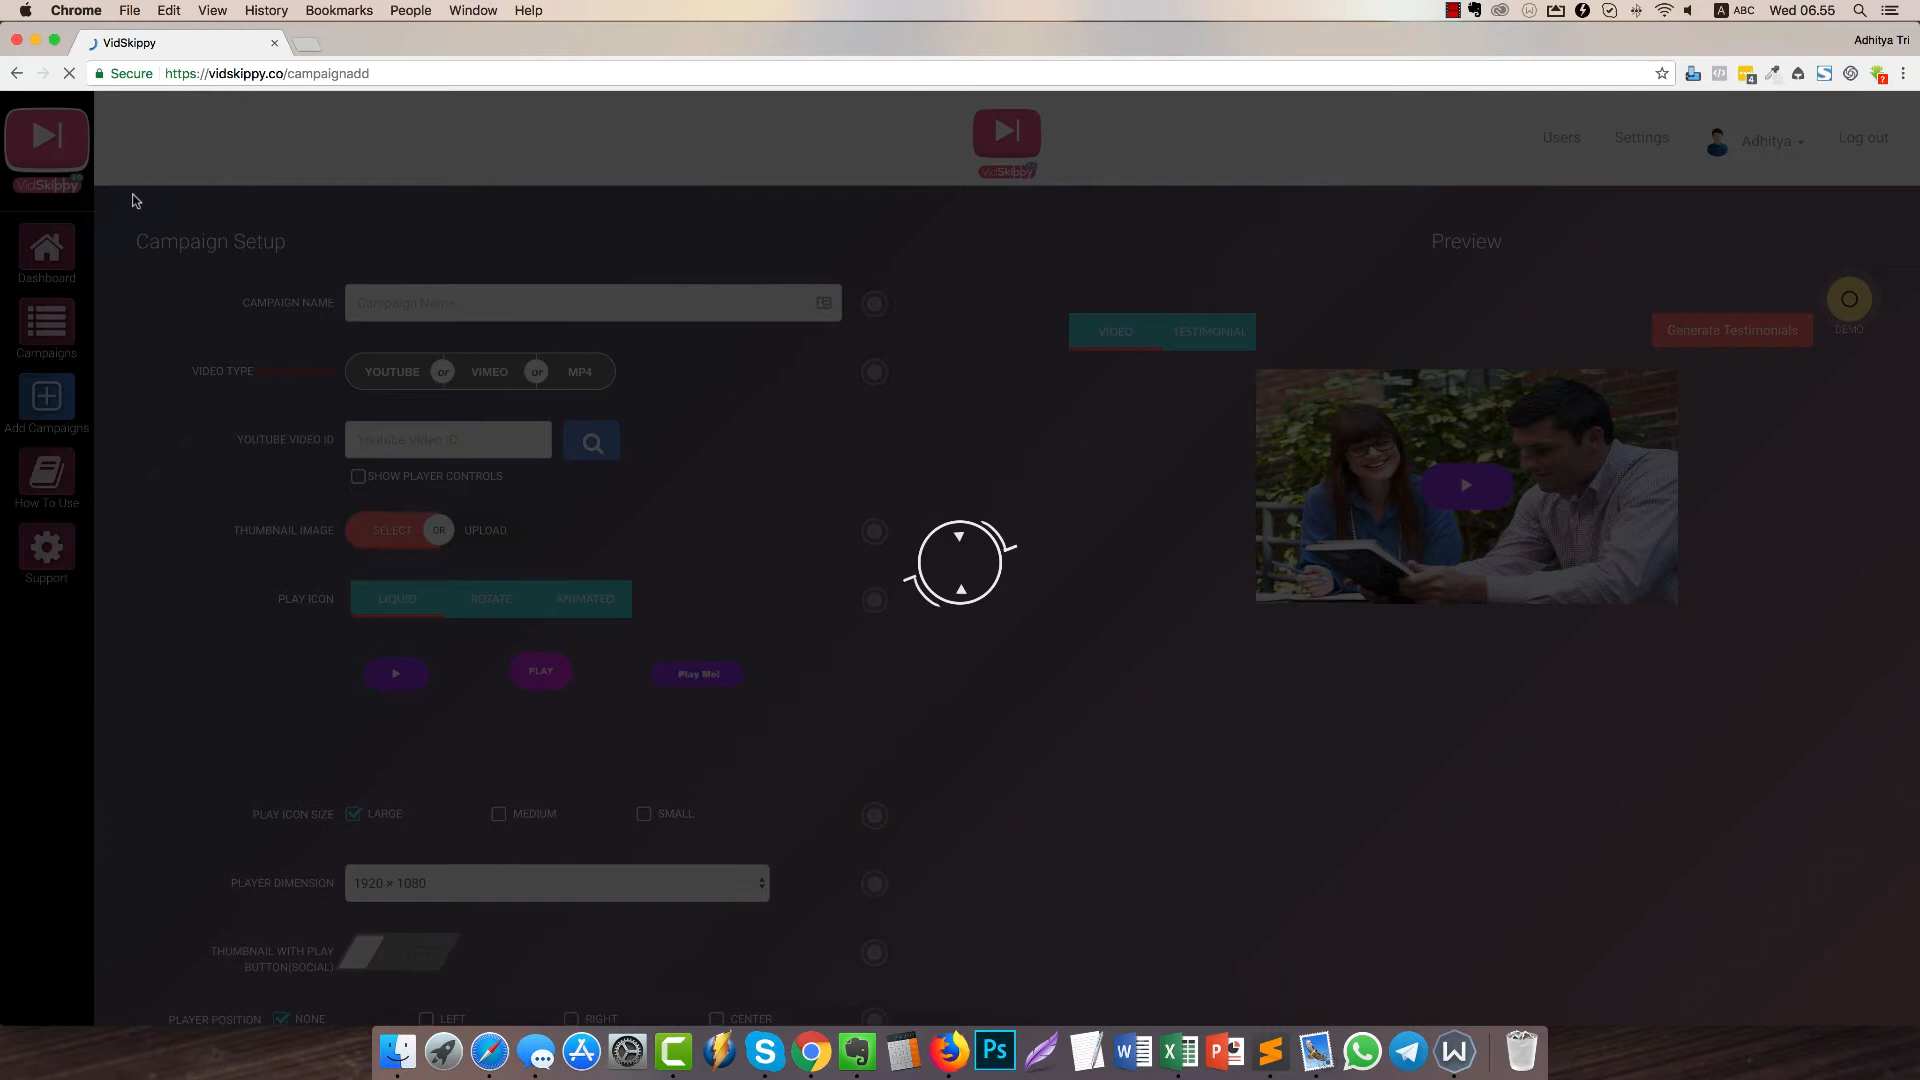 Chrome File Edit View History Bookmarks People Window Help
A ABC Wed 06.55
VidSkippy
Adhitya Tri
Secure https://vidskippy.co/campaignadd
4
?
VidSkippy
VidSkippy
Users Settings Adhitya Log out
Dashboard
Campaigns
Add Campaigns
How To Use
Support
Campaign Setup
Preview
CAMPAIGN NAME Campaign Name
VIDEO TYPE
YOUTUBE or VIMEO or MP4
YOUTUBE VIDEO ID Youtube Video ID
SHOW PLAYER CONTROLS
THUMBNAIL IMAGE SELECT OR UPLOAD
PLAY ICON LIQUID ROTATE ANIMATED
PLAY Play Me!
PLAY ICON SIZE LARGE MEDIUM SMALL
PLAYER DIMENSION 1920 × 1080
THUMBNAIL WITH PLAY
BUTTON(SOCIAL)
PLAYER POSITION NONE LEFT RIGHT CENTER
VIDEO TESTIMONIAL
Generate Testimonials
DEMO
Ps